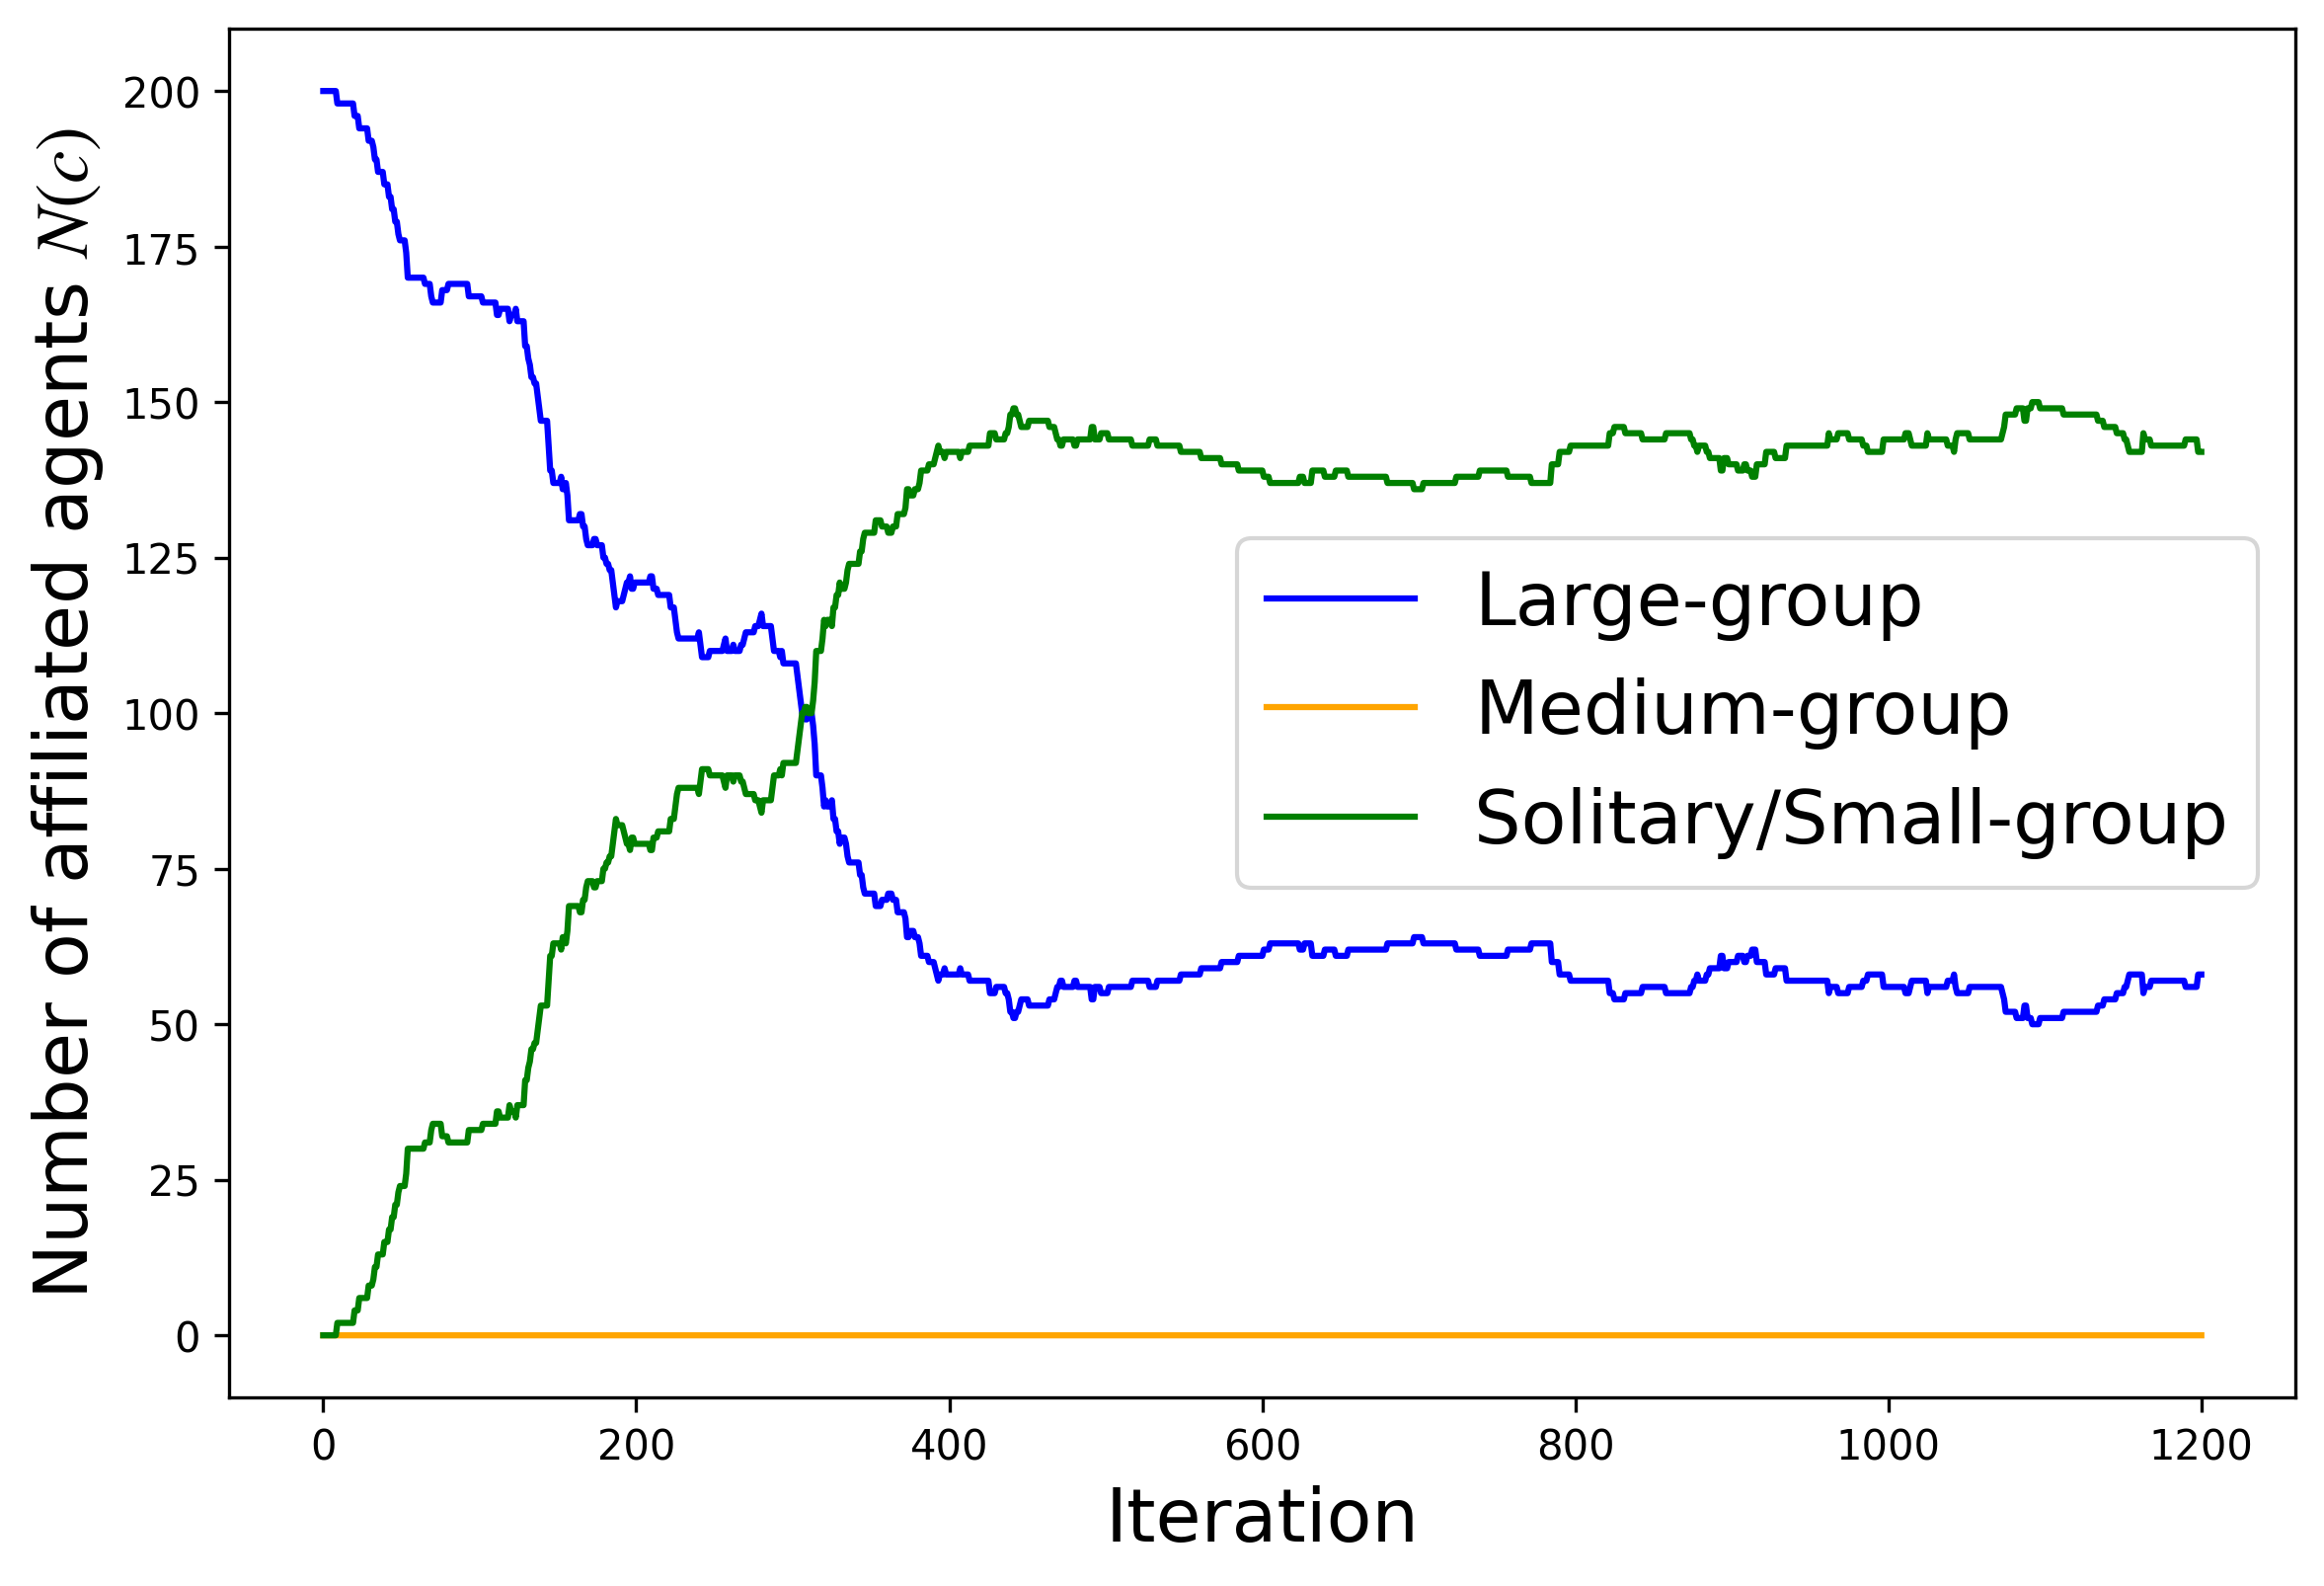 Number of affiliated agents N(c)
200
175
150
125
100
75
50
25
0
Large-group
Medium-group
Solitary/Small-group
0 200 400 600 800 1000 1200
Iteration